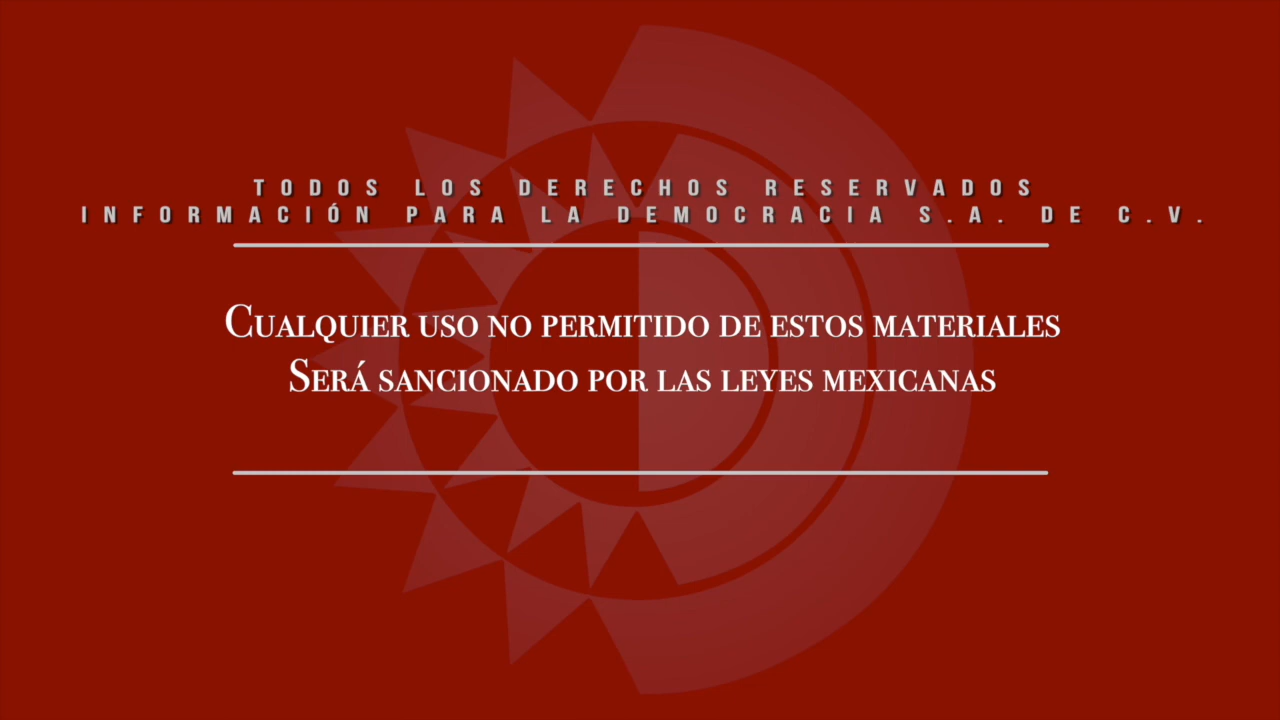 TODOS LOS DERECHOS RESERVADOS
INFORMACIÓN PARA LA DEMOCRACIA S.A. DE C.V.
CUALQUIER USO NO PERMITIDO DE ESTOS MATERIALES
SERÁ SANCIONADO POR LAS LEYES MEXICANAS